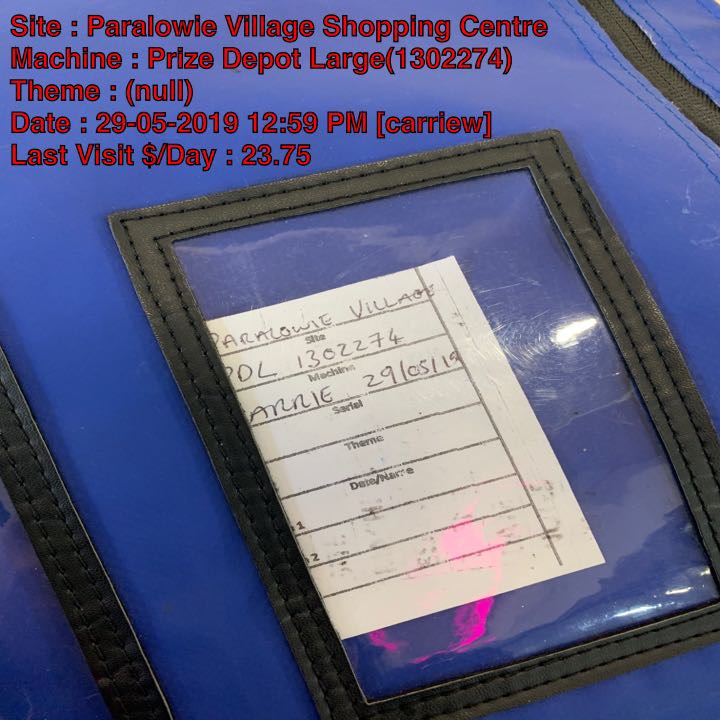 Site : Paralowie Village Shopping Centre
Machine : Prize Depot Large(1302274)
Theme : (null)
Date : 29-05-2019 12:59 PM [carriew]
Last Visit $/Day : 23.75
PARALOWIE VILLAGE
Site
PDL 1302274
Machine
ARRIE 29/05/19
Serial
Theme
Date/Name
1
2